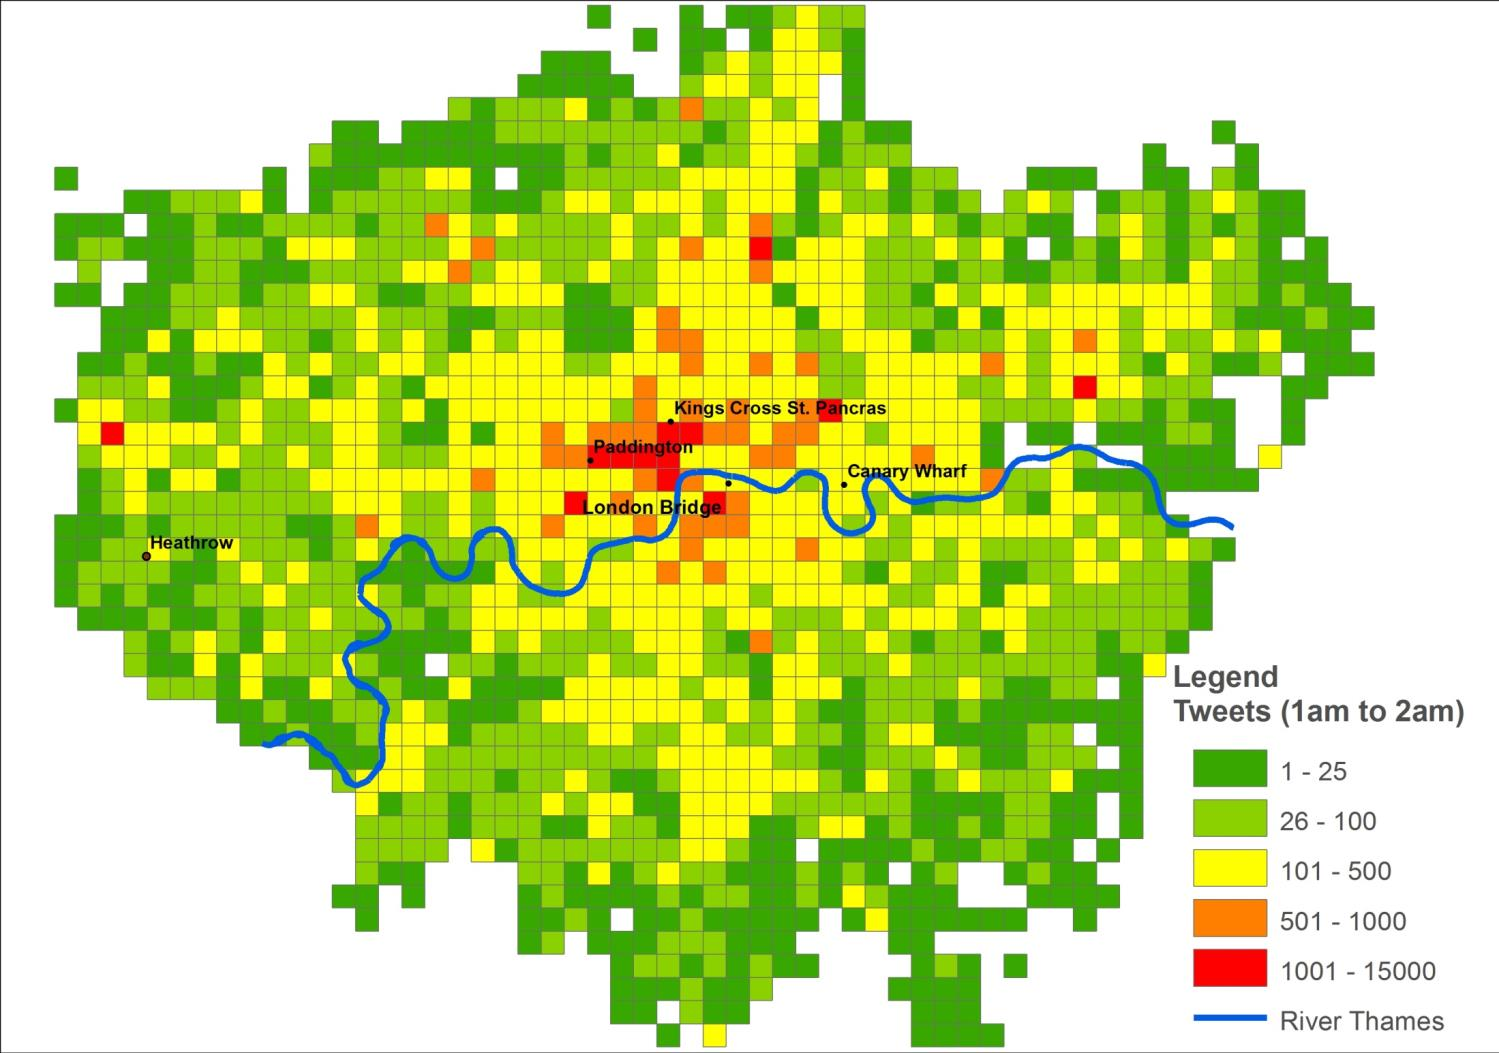 Kings Cross St. Pancras
Paddington
Canary Wharf
London Bridge
Heathrow
Legend
Tweets (1am to 2am)
1 - 25
26 - 100
101 - 500
501 - 1000
1001 - 15000
River Thames